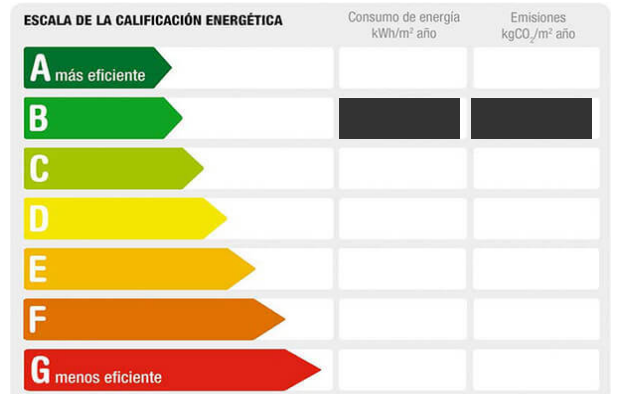 ESCALA DE LA CALIFICACIÓN ENERGÉTICA
Consumo de energía
kWh/m² año
Emisiones
kgCO₂/m² año
A más eficiente
B
C
D
E
F
G menos eficiente